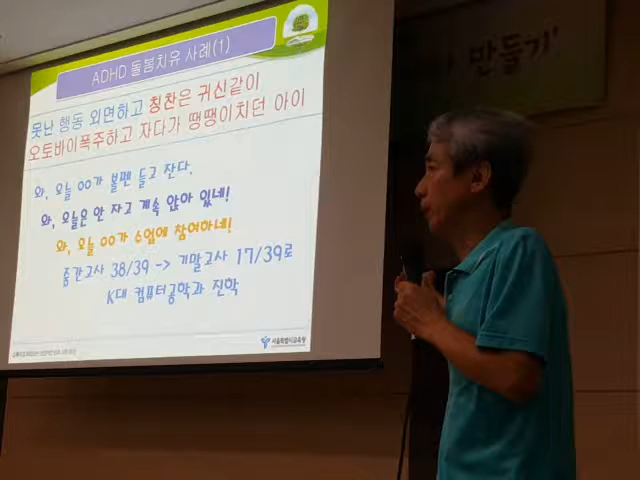 ADHD 돌봄치유 사례(1)
못난 행동 외면하고 칭찬은 귀신같이
오토바이폭주하고 자다가 땡땡이치던 아이
와, 오늘 00가 볼펜 들고 잔다.
와, 오늘은 안 자고 계속 앉아 있네!
와, 오늘 00가 수업에 참여하네!
중간고사 38/39 -> 기말고사 17/39로
K대 컴퓨터공학과 진학
서울특별시교육청
만들기'